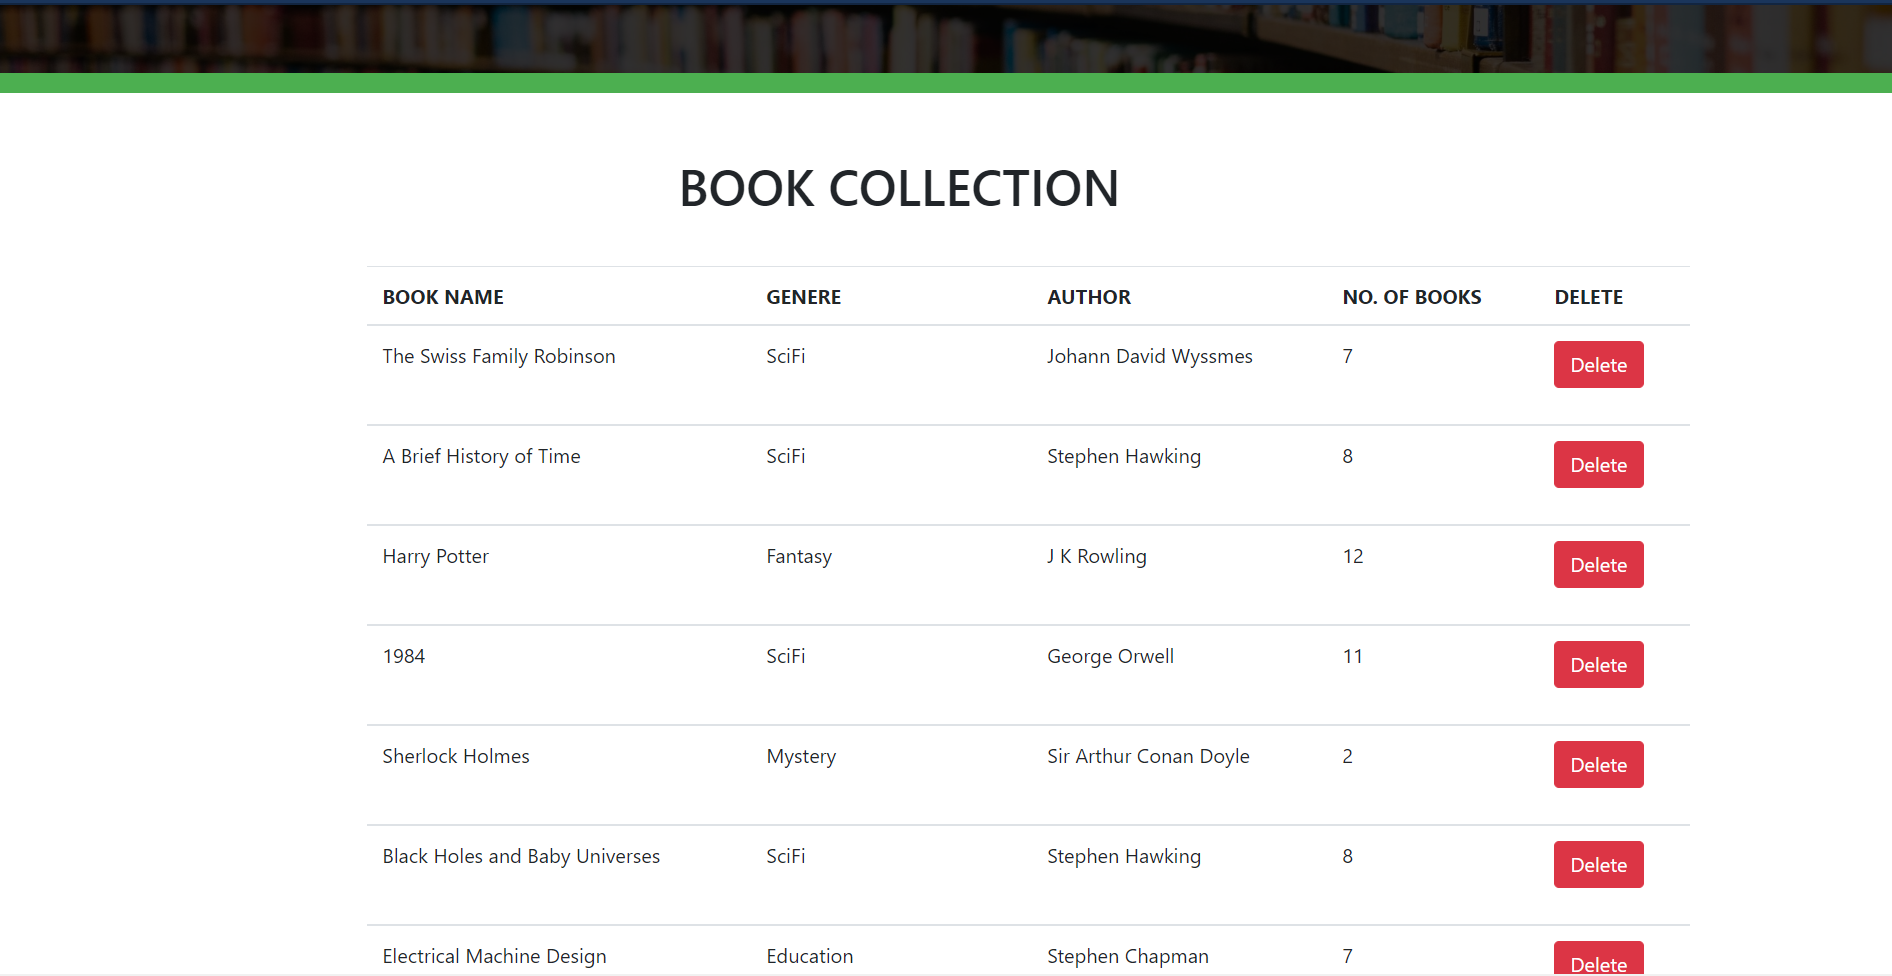 BOOK COLLECTION
BOOK NAME GENERE AUTHOR NO. OF BOOKS DELETE
The Swiss Family Robinson SciFi Johann David Wyssmes 7 Delete
A Brief History of Time SciFi Stephen Hawking 8 Delete
Harry Potter Fantasy J K Rowling 12 Delete
1984 SciFi George Orwell 11 Delete
Sherlock Holmes Mystery Sir Arthur Conan Doyle 2 Delete
Black Holes and Baby Universes SciFi Stephen Hawking 8 Delete
Electrical Machine Design Education Stephen Chapman 7 Delete